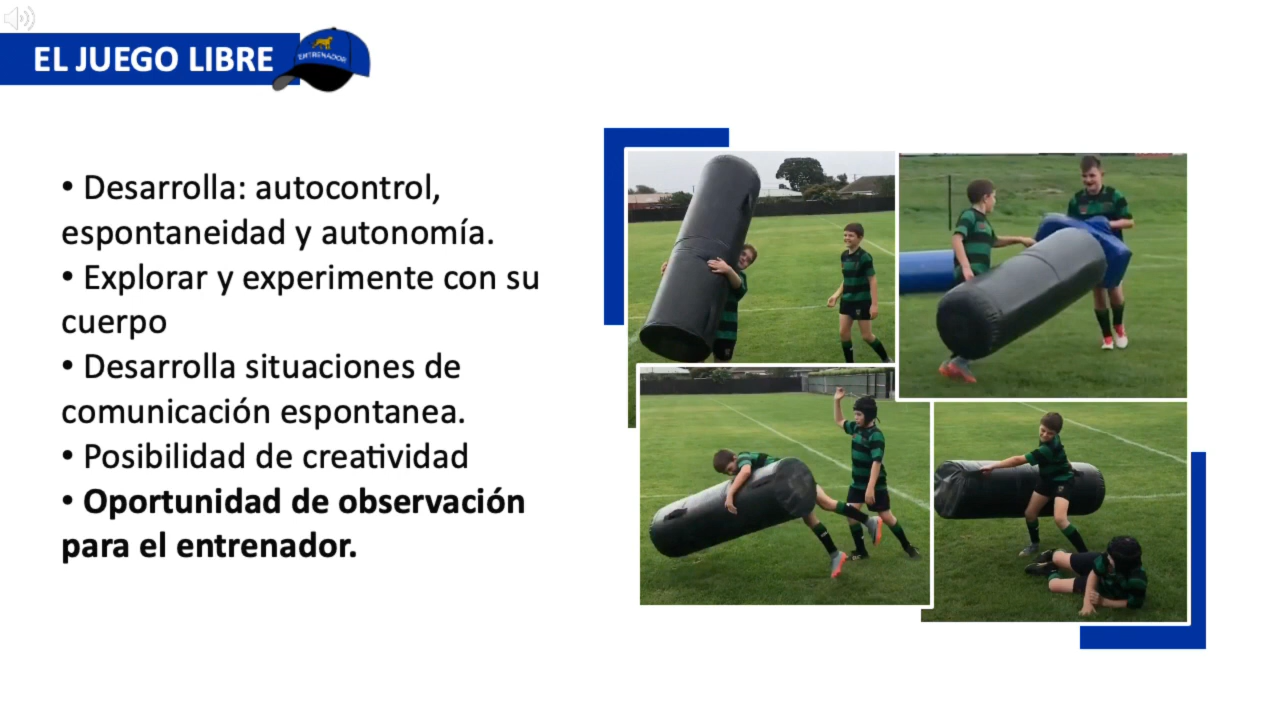 EL JUEGO LIBRE
ENTRENADOR
• Desarrolla: autocontrol,
espontaneidad y autonomía.
• Explorar y experimente con su
cuerpo
• Desarrolla situaciones de
comunicación espontanea.
• Posibilidad de creatividad
• Oportunidad de observación
para el entrenador.